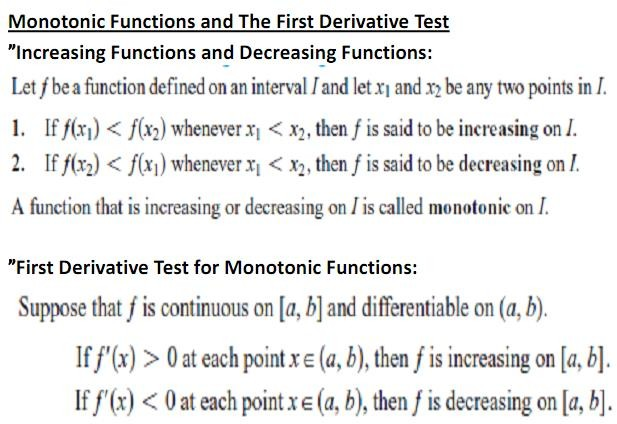 Monotonic Functions and The First Derivative Test
"Increasing Functions and Decreasing Functions:
Let f be a function defined on an interval I and let x₁ and x₂ be any two points in I.
1. If f(x₁) < f(x₂) whenever x₁ < x₂, then f is said to be increasing on I.
2. If f(x₂) < f(x₁) whenever x₁ < x₂, then f is said to be decreasing on I.
A function that is increasing or decreasing on I is called monotonic on I.
"First Derivative Test for Monotonic Functions:
Suppose that f is continuous on [a, b] and differentiable on (a, b).
If f'(x) > 0 at each point x ∈ (a, b), then f is increasing on [a, b].
If f'(x) < 0 at each point x ∈ (a, b), then f is decreasing on [a, b].